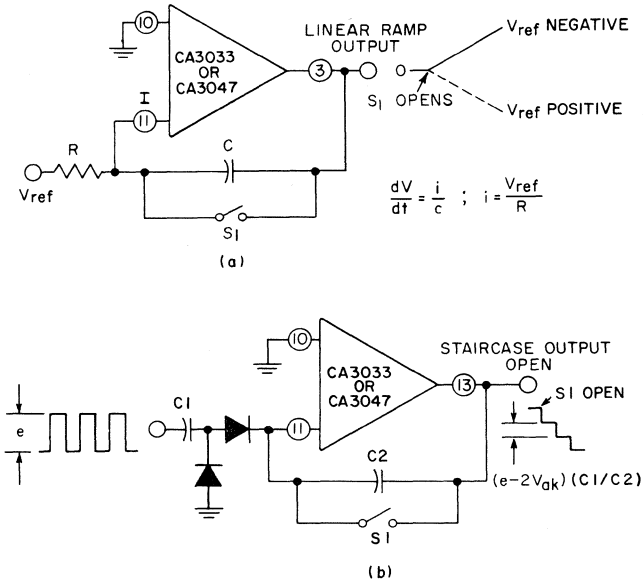 10
CA3033
OR
CA3047
3
LINEAR RAMP
OUTPUT
O
S1 OPENS
Vref NEGATIVE
Vref POSITIVE
I
11
R
Vref
C
S1
dV/dt = i/c ; i = Vref/R
(a)
10
CA3033
OR
CA3047
13
STAIRCASE OUTPUT
OPEN
S1 OPEN
e
C1
11
C2
(e-2Vak)(C1/C2)
S1
(b)